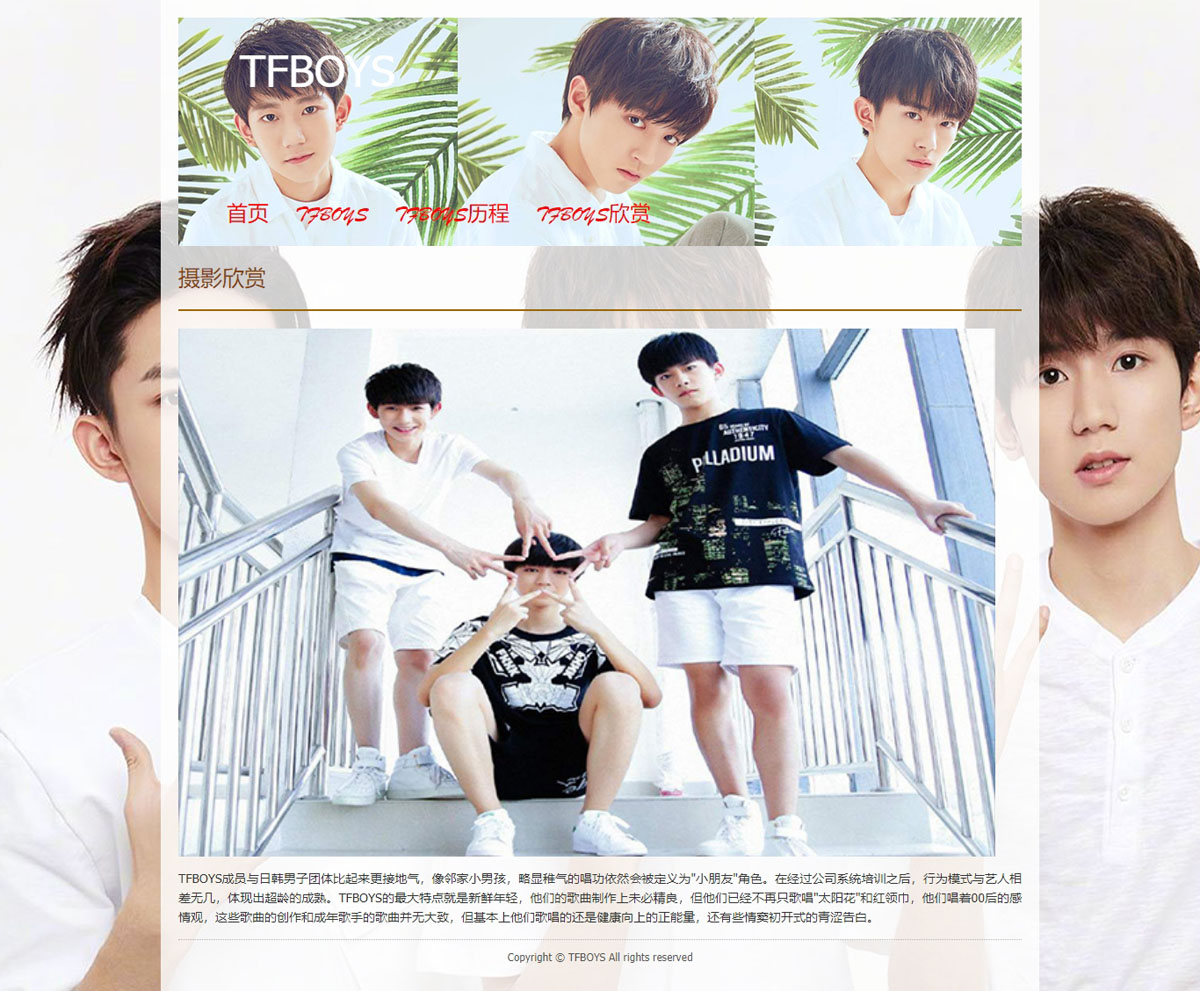 TFBOYS
首页 TFBOYS TFBOYS历程 TFBOYS欣赏
摄影欣赏
AUTHENTICITY
1947
PALLADIUM
TFBOYS成员与日韩男子团体比起来更接地气，像邻家小男孩，略显稚气的唱功依然会被定义为"小朋友"角色。在经过公司系统培训之后，行为模式与艺人相
差无几，体现出超龄的成熟。TFBOYS的最大特点就是新鲜年轻，他们的歌曲制作上未必精良，但他们已经不再只歌唱"太阳花"和红领巾，他们唱着00后的感
情观，这些歌曲的创作和成年歌手的歌曲并无大致，但基本上他们歌唱的还是健康向上的正能量，还有些情窦初开式的青涩告白。
Copyright © TFBOYS All rights reserved